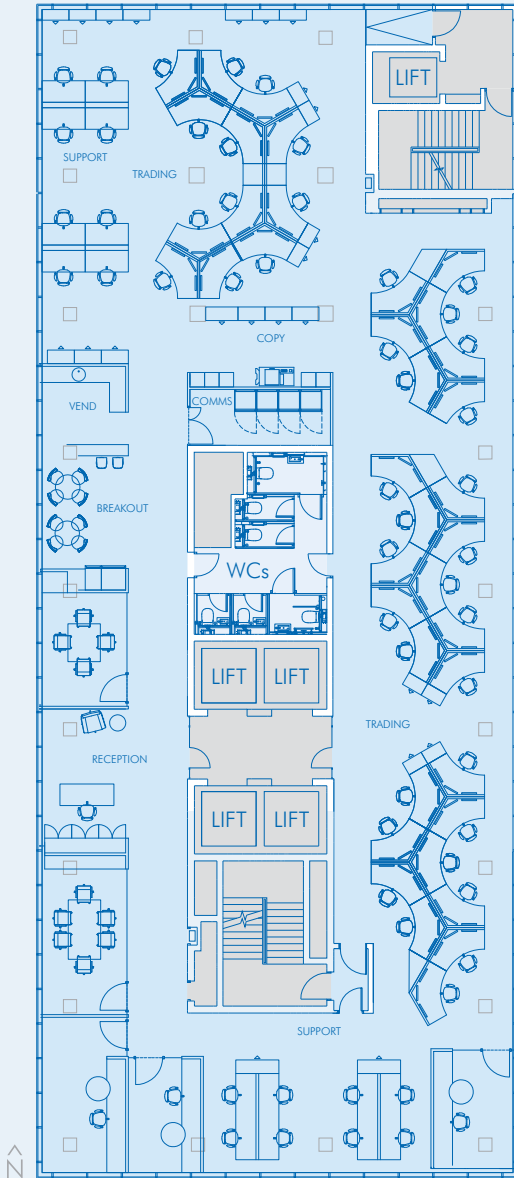 LIFT
SUPPORT
TRADING
COPY
COMMS
VEND
BREAKOUT
WCs
LIFT LIFT
TRADING
RECEPTION
LIFT LIFT
SUPPORT
N